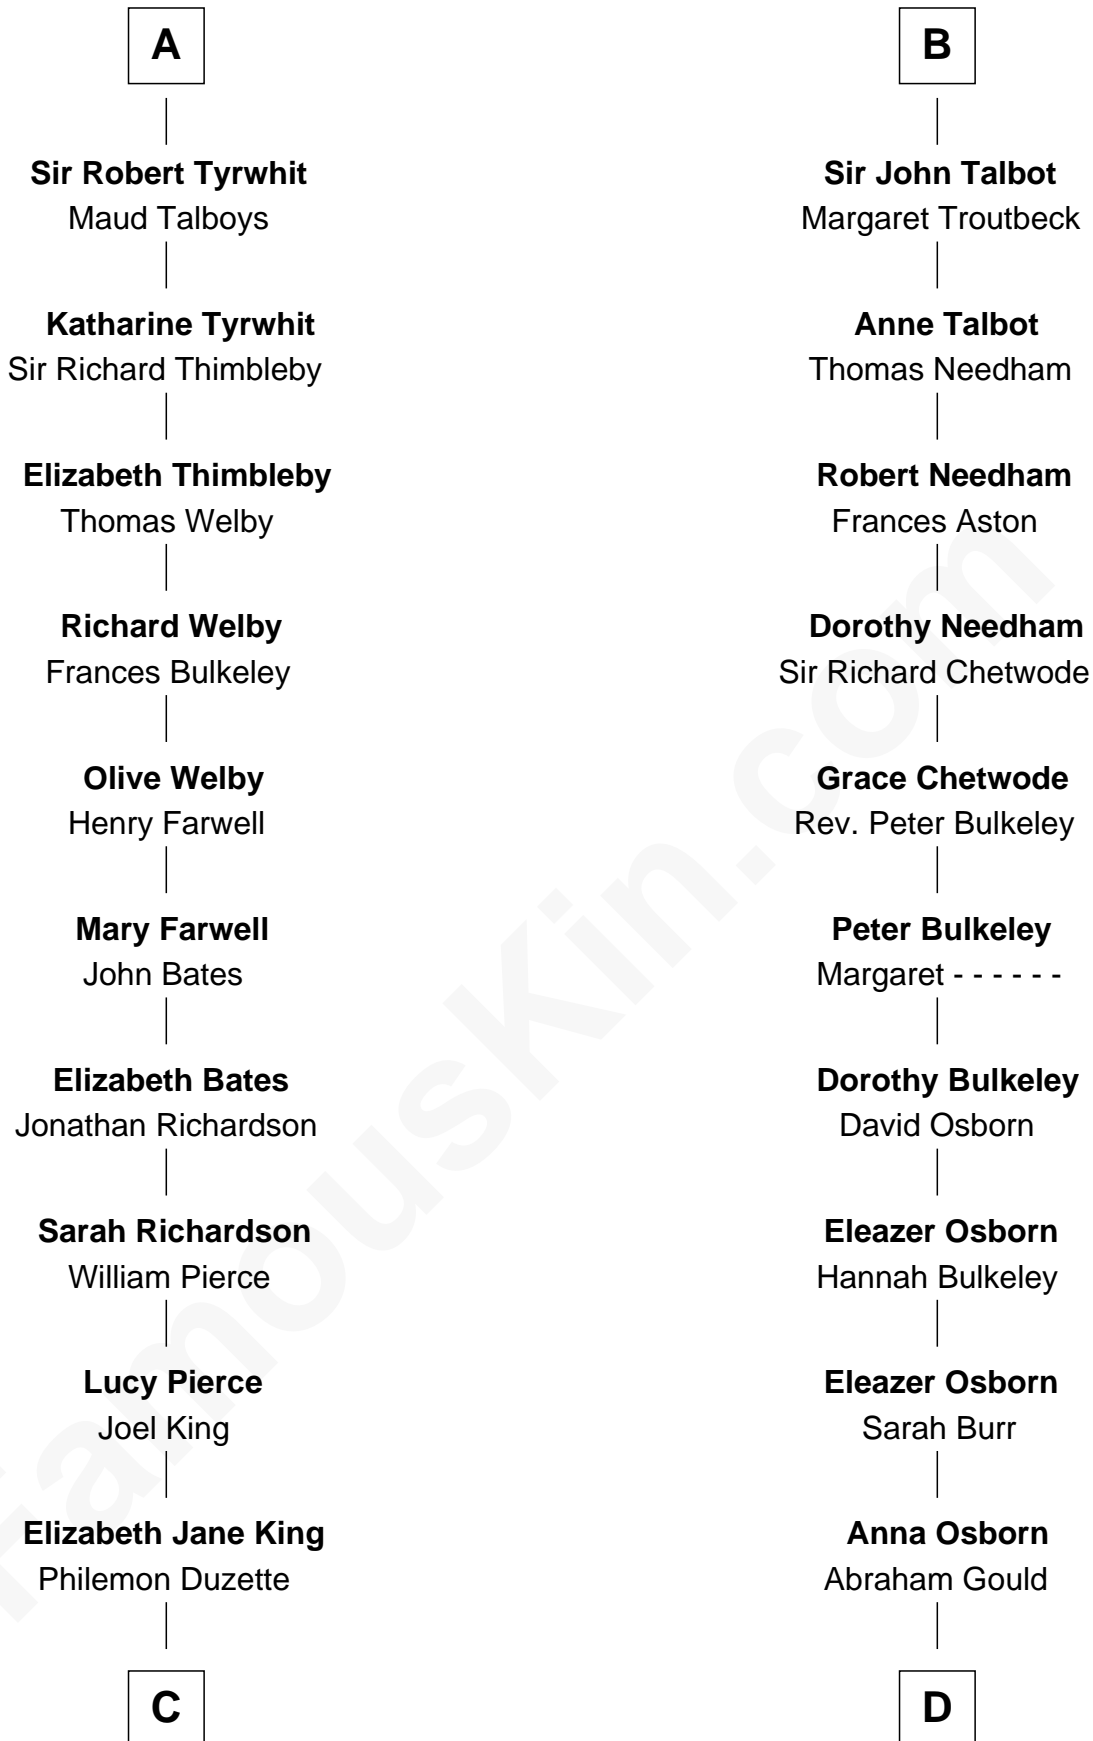 A
Sir Robert Tyrwhit
Maud Talboys
Katharine Tyrwhit
Sir Richard Thimbleby
Elizabeth Thimbleby
Thomas Welby
Richard Welby
Frances Bulkeley
Olive Welby
Henry Farwell
Mary Farwell
John Bates
Elizabeth Bates
Jonathan Richardson
Sarah Richardson
William Pierce
Lucy Pierce
Joel King
Elizabeth Jane King
Philemon Duzette
C
B
Sir John Talbot
Margaret Troutbeck
Anne Talbot
Thomas Needham
Robert Needham
Frances Aston
Dorothy Needham
Sir Richard Chetwode
Grace Chetwode
Rev. Peter Bulkeley
Peter Bulkeley
Margaret - - - - - -
Dorothy Bulkeley
David Osborn
Eleazer Osborn
Hannah Bulkeley
Eleazer Osborn
Sarah Burr
Anna Osborn
Abraham Gould
D
FamousKin.com